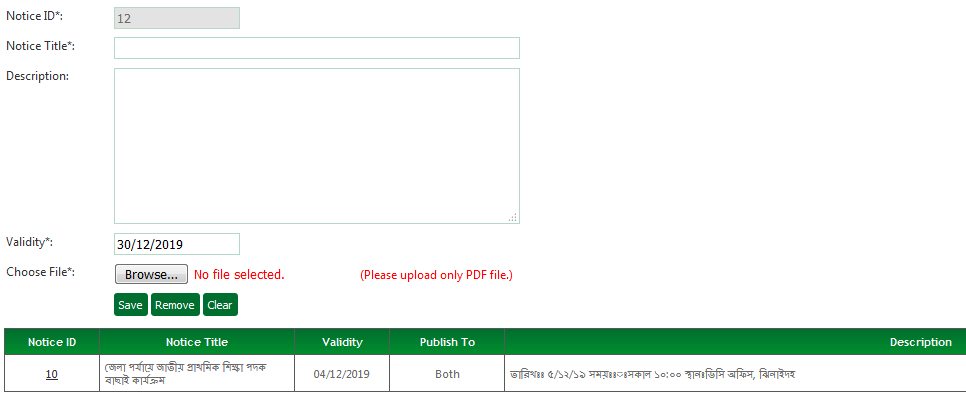 Notice ID*: 12
Notice Title*:
Description:
Validity*: 30/12/2019
Choose File*: Browse... No file selected. (Please upload only PDF file.)
Save Remove Clear
Notice ID Notice Title Validity Publish To Description
10 জেলা পর্যায়ে জাতীয় প্রাথমিক শিক্ষা পদক বাছাই কার্যক্রম 04/12/2019 Both তারিখঃ ৫/১২/১৯ সময়ঃঃসকাল ১০:০০ স্থানঃডিসি অফিস, ঝিনাইদহ